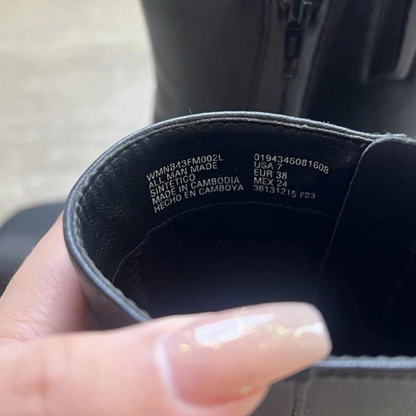 WMNB43FM002L
ALL MAN MADE
SINTETICO
MADE IN CAMBODIA
HECHO EN CAMBOYA
0194346081608
USA 7
EUR 38
MEX 24
38131215 F23